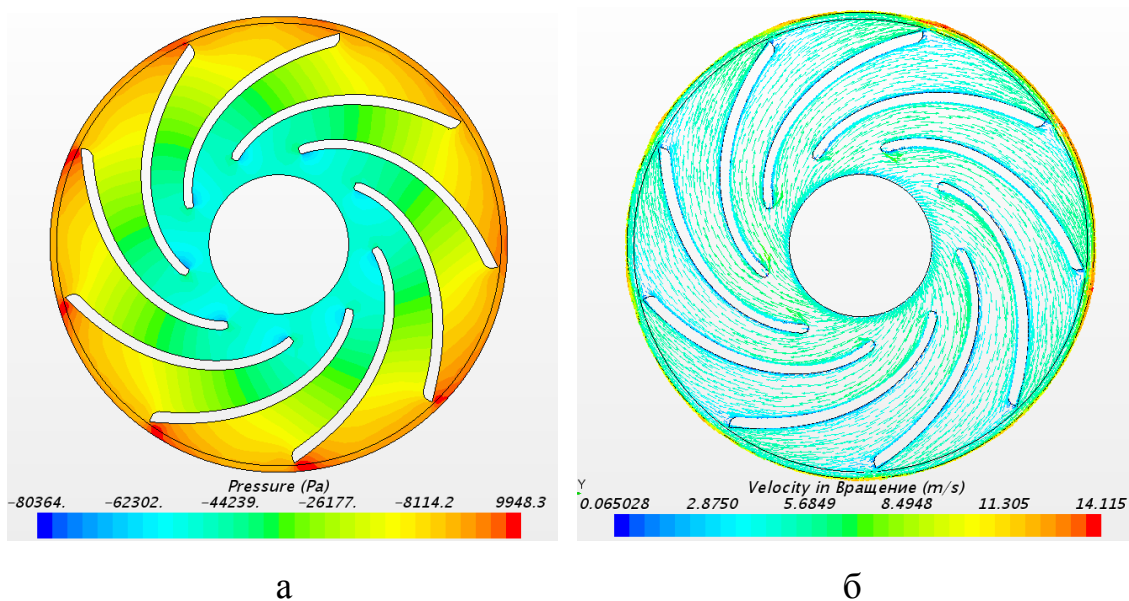 Pressure (Pa)
−80364. −62302. −44239. −26177. −8114.2 9948.3
Y
Velocity in Вращение (m/s)
0.065028 2.8750 5.6849 8.4948 11.305 14.115
а б